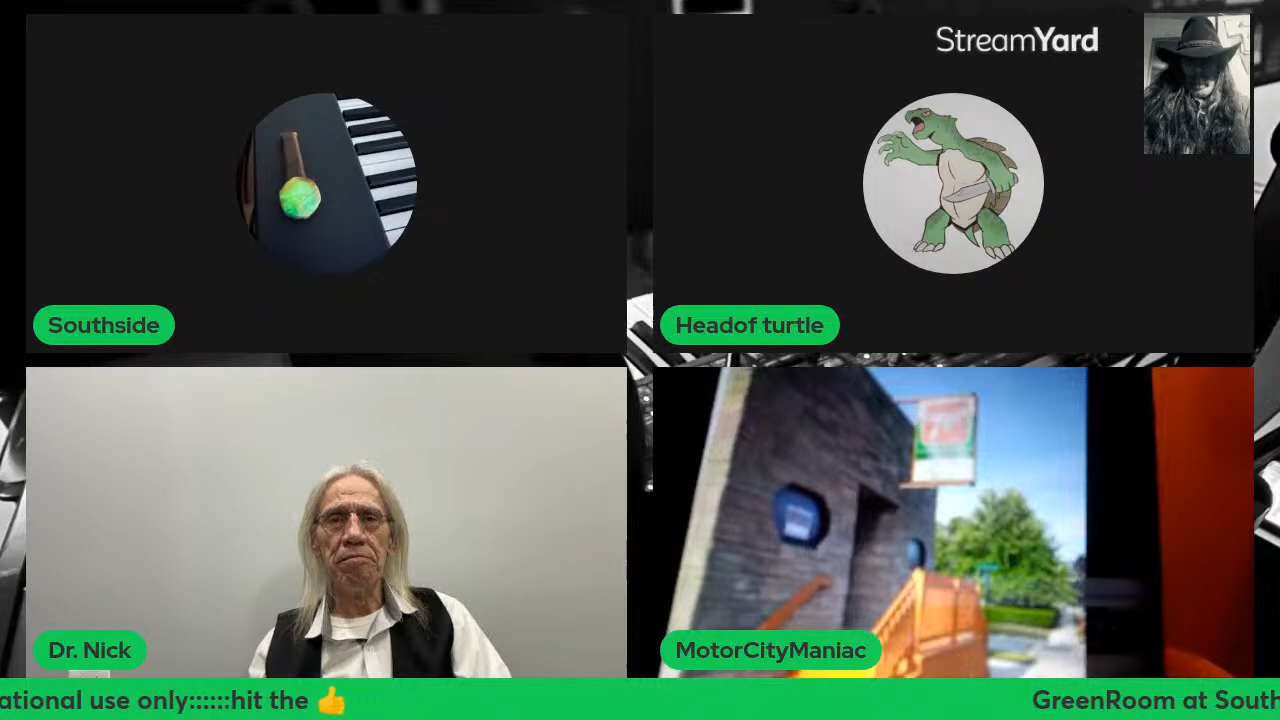 StreamYard
Southside
Headof turtle
Dr. Nick
MotorCityManiac
ational use only::::::hit the 👍
GreenRoom at South